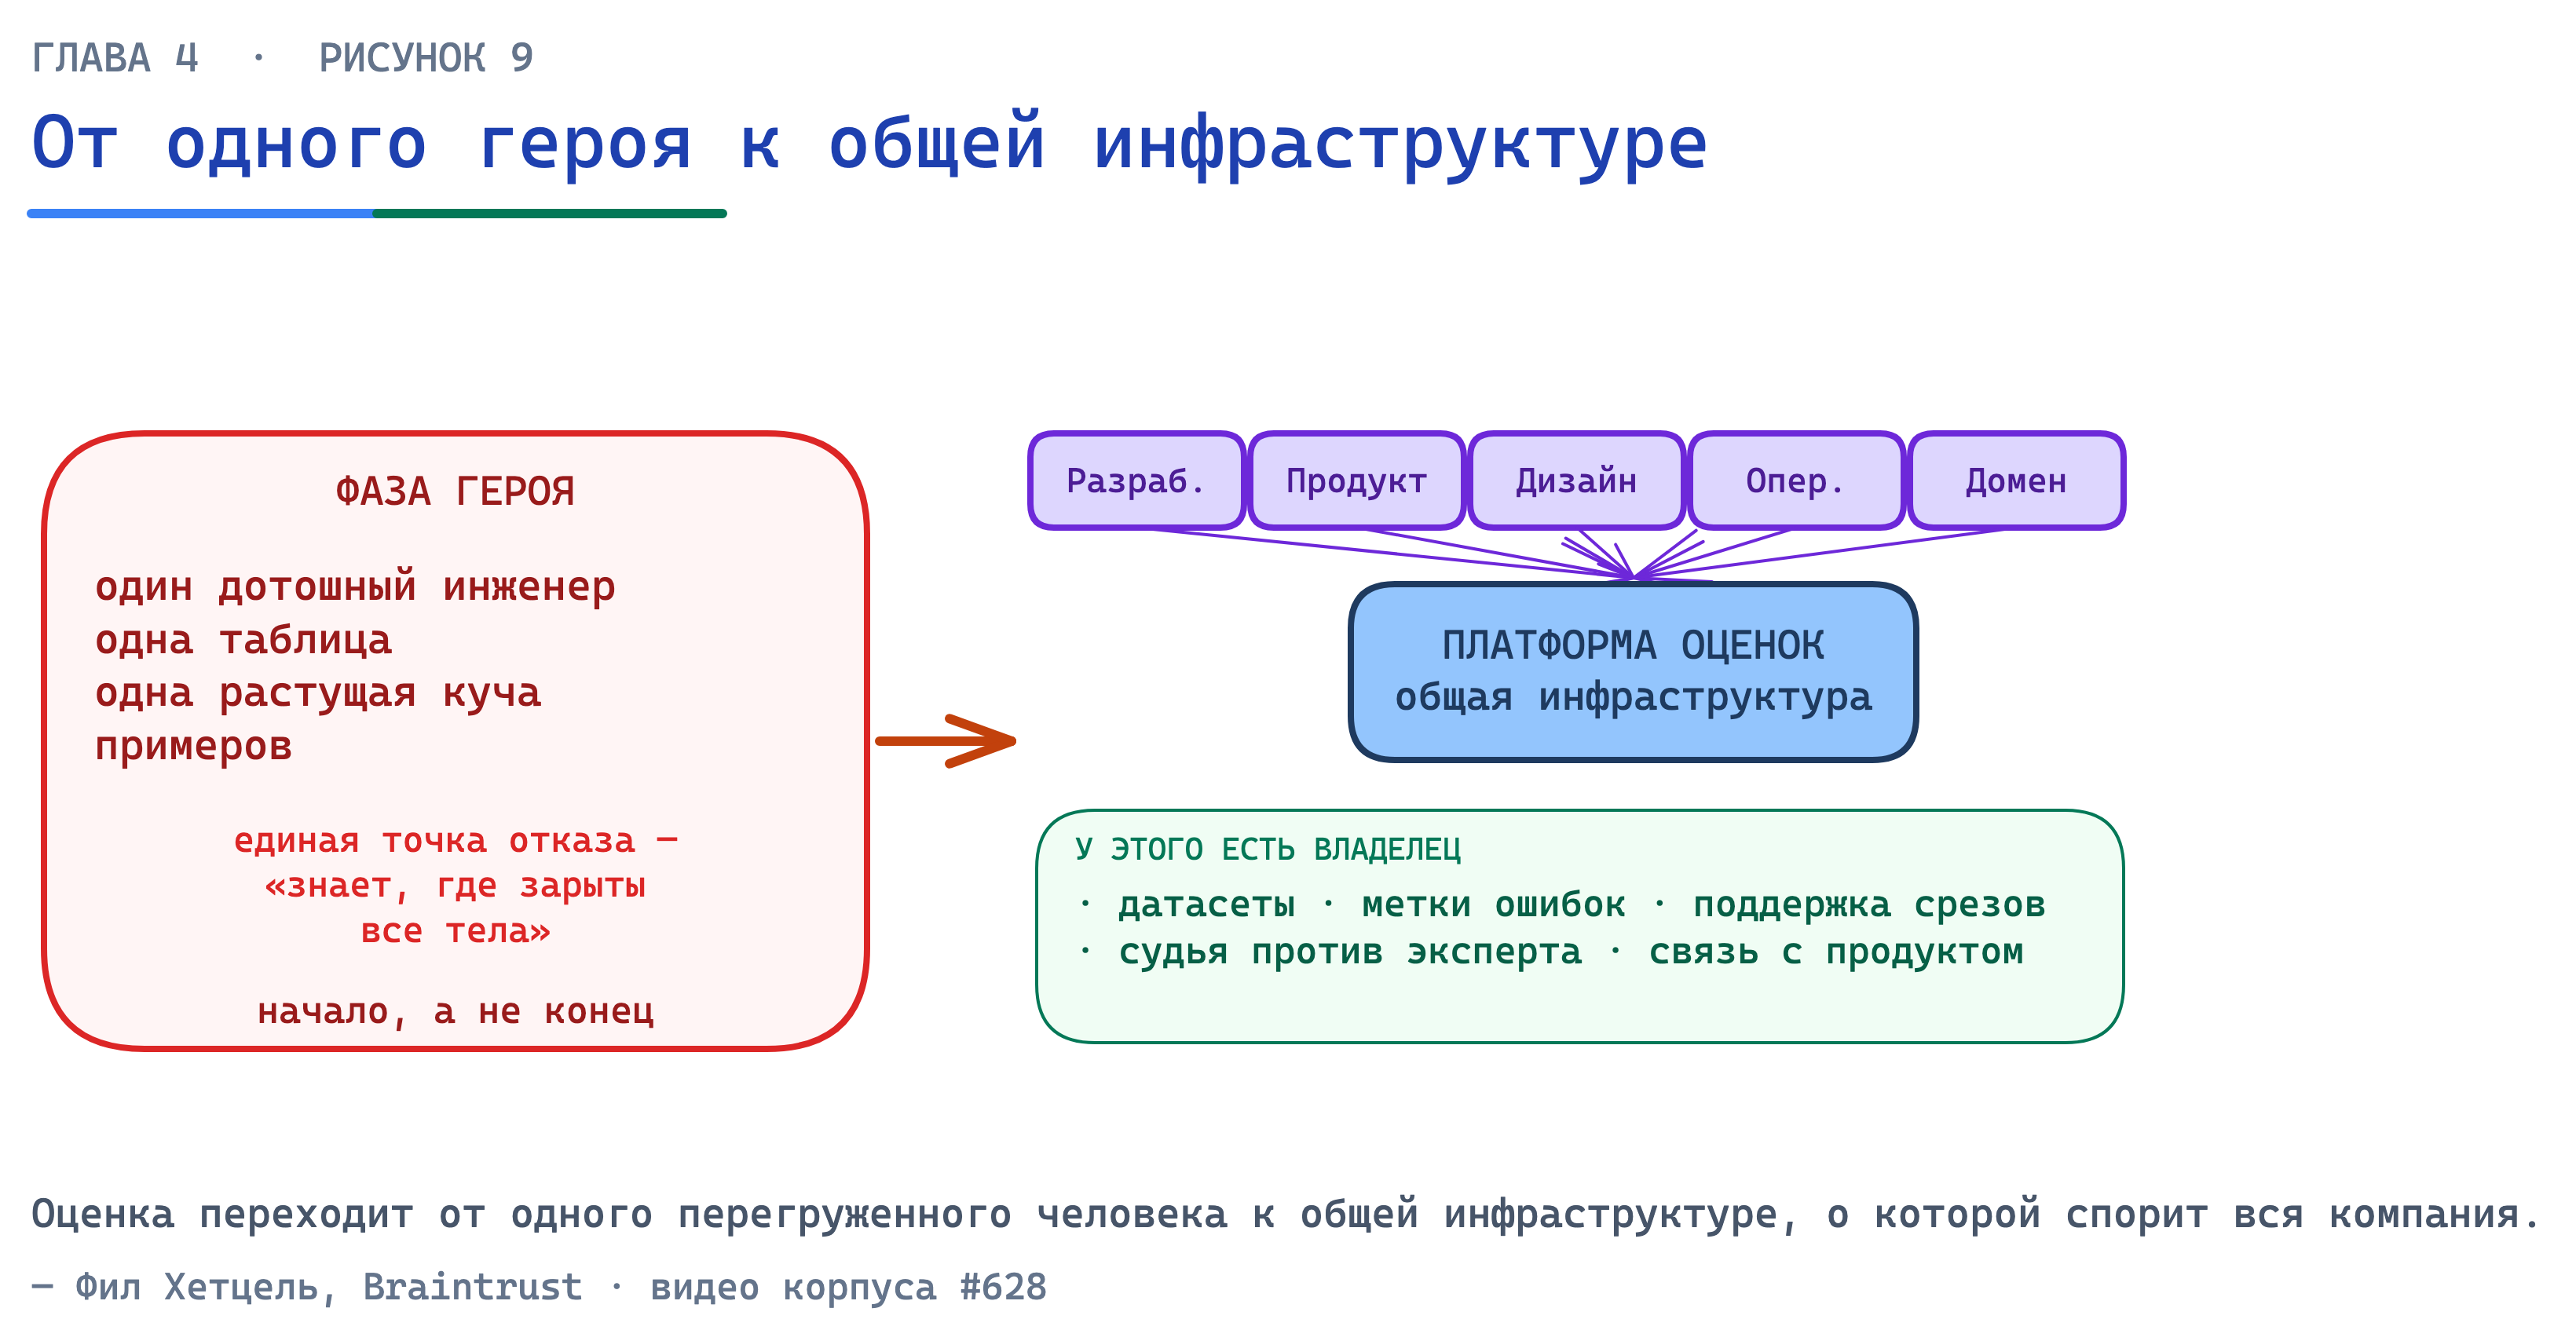 ГЛАВА 4 · РИСУНОК 9
От одного героя к общей инфраструктуре
ФАЗА ГЕРОЯ
один дотошный инженер
одна таблица
одна растущая куча
примеров
единая точка отказа —
«знает, где зарыты
все тела»
начало, а не конец
Разраб.
Продукт
Дизайн
Опер.
Домен
ПЛАТФОРМА ОЦЕНОК
общая инфраструктура
У ЭТОГО ЕСТЬ ВЛАДЕЛЕЦ
· датасеты · метки ошибок · поддержка срезов
· судья против эксперта · связь с продуктом
Оценка переходит от одного перегруженного человека к общей инфраструктуре, о которой спорит вся компания.
— Фил Хетцель, Braintrust · видео корпуса #628